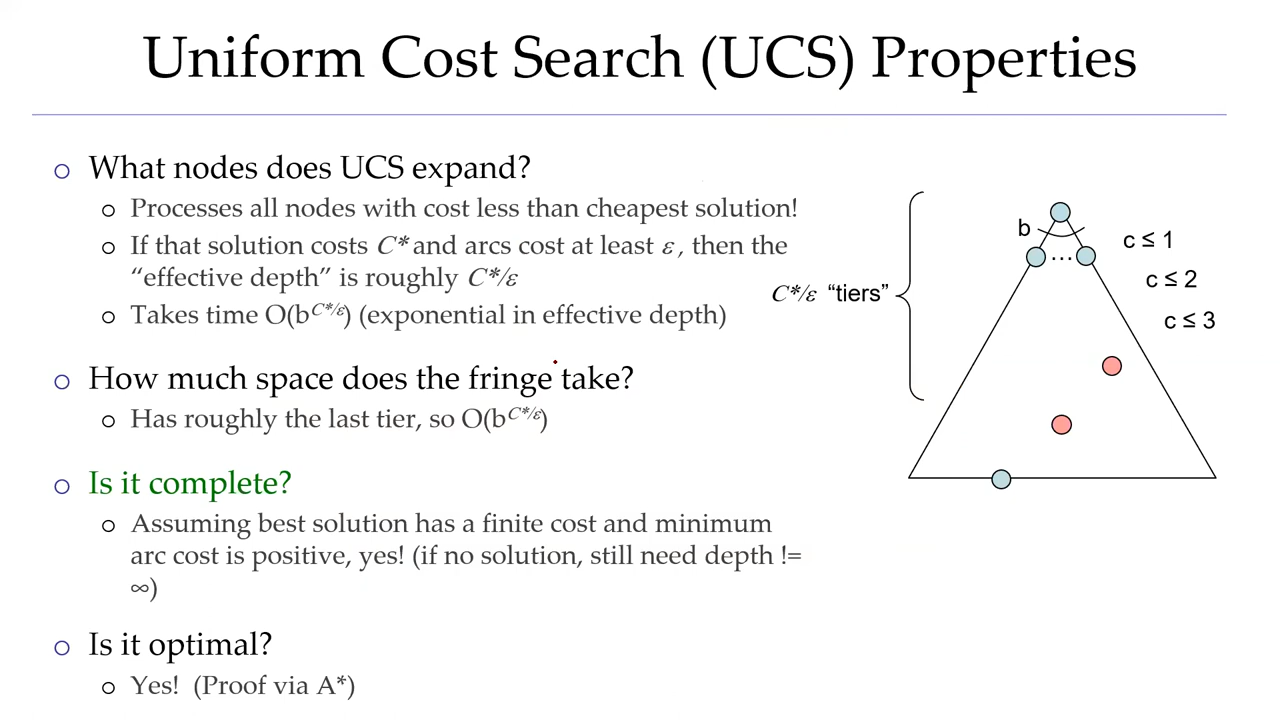 Uniform Cost Search (UCS) Properties
o What nodes does UCS expand?
o Processes all nodes with cost less than cheapest solution!
o If that solution costs C* and arcs cost at least ε , then the
“effective depth” is roughly C*/ε
o Takes time O(b^C*/ε) (exponential in effective depth)
o How much space does the fringe take?
o Has roughly the last tier, so O(b^C*/ε)
o Is it complete?
o Assuming best solution has a finite cost and minimum
arc cost is positive, yes! (if no solution, still need depth !=
∞)
o Is it optimal?
o Yes! (Proof via A*)
b
…
c ≤ 1
c ≤ 2
C*/ε “tiers”
c ≤ 3